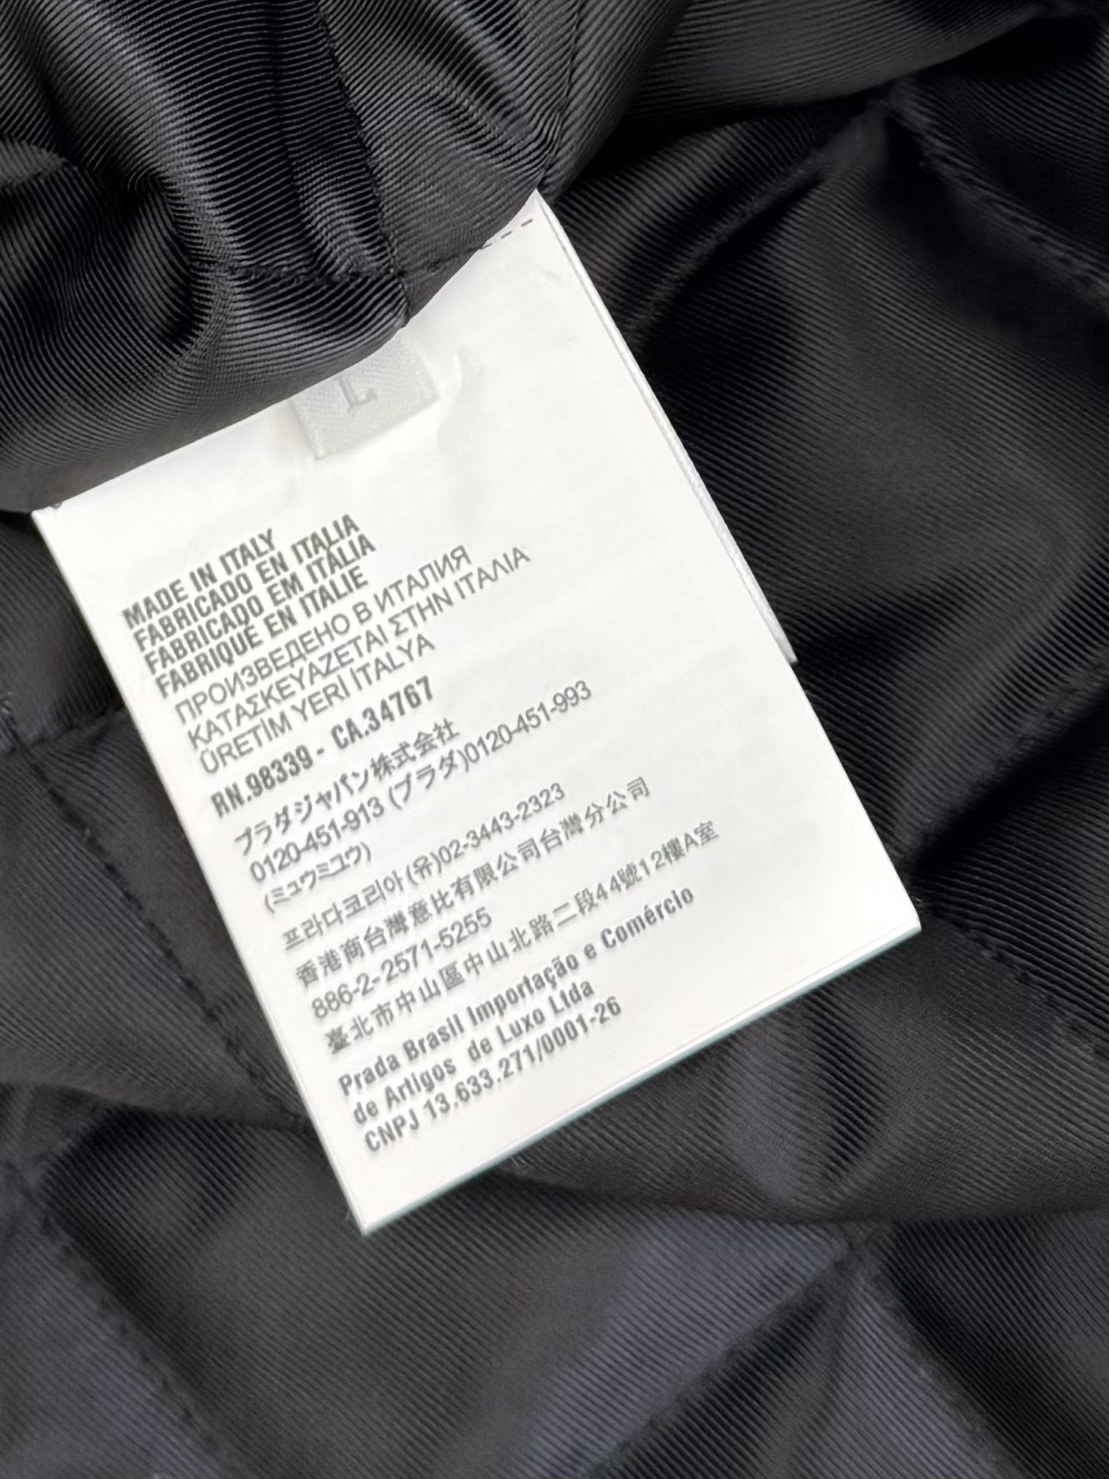 L
MADE IN ITALY
FABRICADO EN ITALIA
FABRICADO EM ITÁLIA
FABRIQUÉ EN ITALIE
ПРОИЗВЕДЕНО В ИТАЛИЯ
ΚΑΤΑΣΚΕΥΑΖΕΤΑΙ ΣΤΗΝ ΙΤΑΛΙΑ
ÜRETİM YERİ İTALYA
RN.98339 - CA.34767
プラダジャパン株式会社
0120-451-913 (プラダ)0120-451-993
(ミュウミュウ)
프라다코리아 (유)02-3443-2323
香港商台灣意比有限公司台灣分公司
886-2-2571-5255
臺北市中山區中山北路二段44號12樓A室
Prada Brasil Importação e Comércio
de Artigos de Luxo Ltda
CNPJ 13.633.271/0001-26